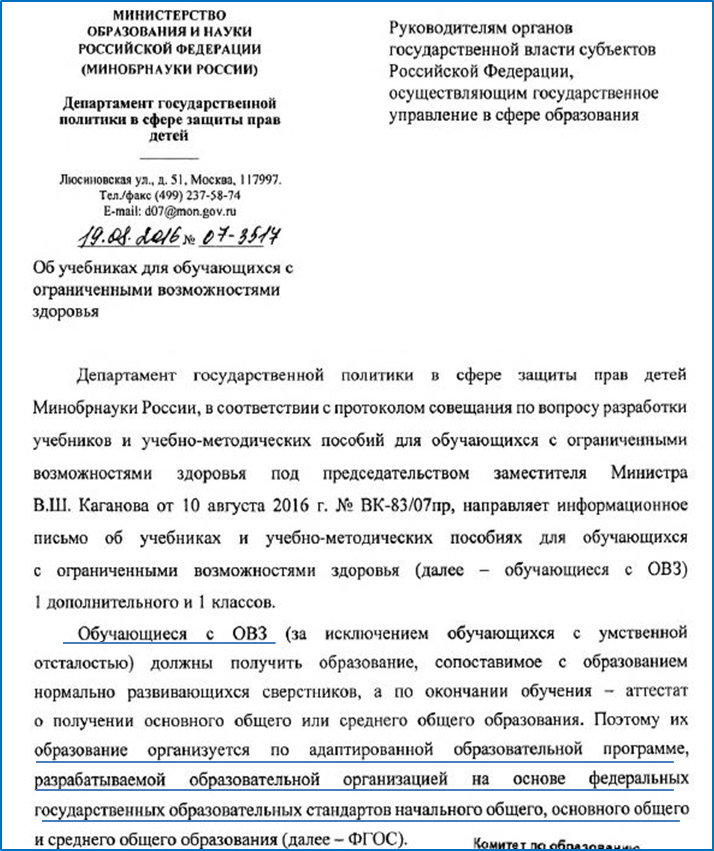 МИНИСТЕРСТВО
ОБРАЗОВАНИЯ И НАУКИ
РОССИЙСКОЙ ФЕДЕРАЦИИ
(МИНОБРНАУКИ РОССИИ)
Департамент государственной
политики в сфере защиты прав
детей
Люсиновская ул., д. 51, Москва, 117997.
Тел./факс (499) 237-58-74
E-mail: d07@mon.gov.ru
19.08.2016 № 07-3517
Руководителям органов
государственной власти субъектов
Российской Федерации,
осуществляющим государственное
управление в сфере образования
Об учебниках для обучающихся с
ограниченными возможностями
здоровья
Департамент государственной политики в сфере защиты прав детей
Минобрнауки России, в соответствии с протоколом совещания по вопросу разработки
учебников и учебно-методических пособий для обучающихся с ограниченными
возможностями здоровья под председательством заместителя Министра
В.Ш. Каганова от 10 августа 2016 г. № ВК-83/07пр, направляет информационное
письмо об учебниках и учебно-методических пособиях для обучающихся
с ограниченными возможностями здоровья (далее – обучающиеся с ОВЗ)
1 дополнительного и 1 классов.
Обучающиеся с ОВЗ (за исключением обучающихся с умственной
отсталостью) должны получить образование, сопоставимое с образованием
нормально развивающихся сверстников, а по окончании обучения – аттестат
о получении основного общего или среднего общего образования. Поэтому их
образование организуется по адаптированной образовательной программе,
разрабатываемой образовательной организацией на основе федеральных
государственных образовательных стандартов начального общего, основного общего
и среднего общего образования (далее – ФГОС).
Комитет по образованию